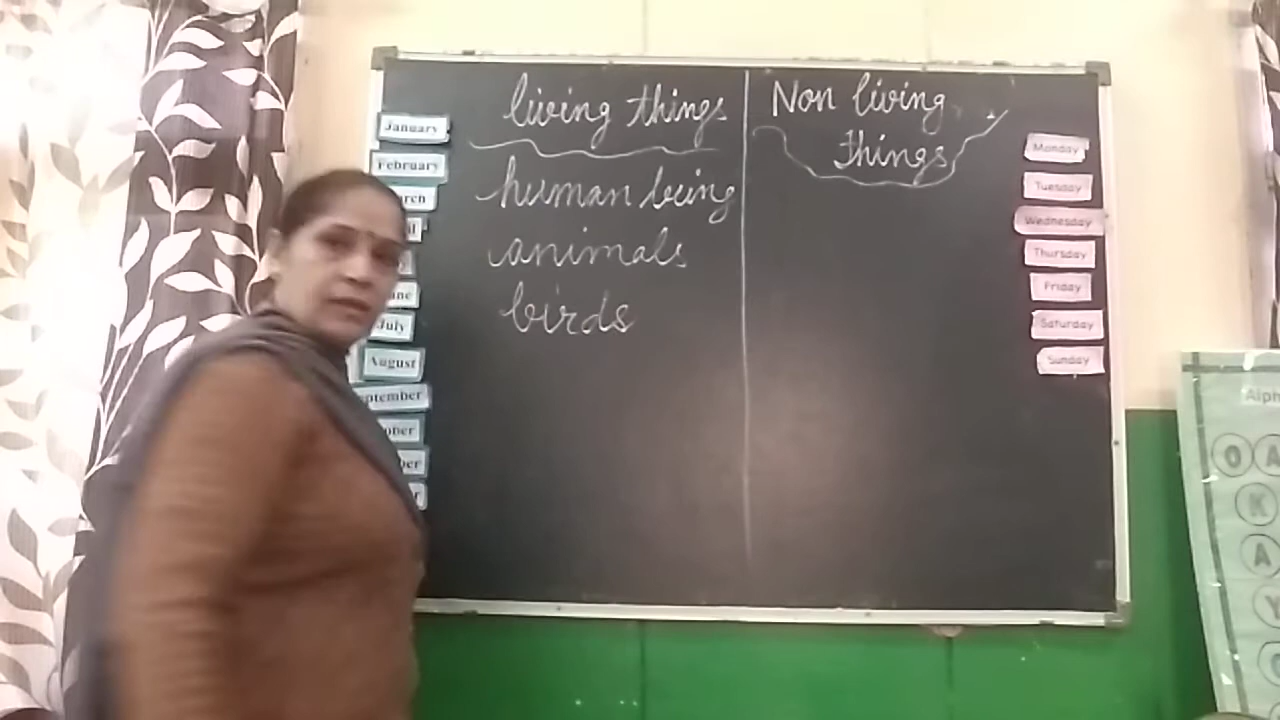 living things
human being
animals
birds
Non living
things
January
February
July
August
Monday
Tuesday
Wednesday
Thursday
Friday
Saturday
Sunday
O A
K
A
Y